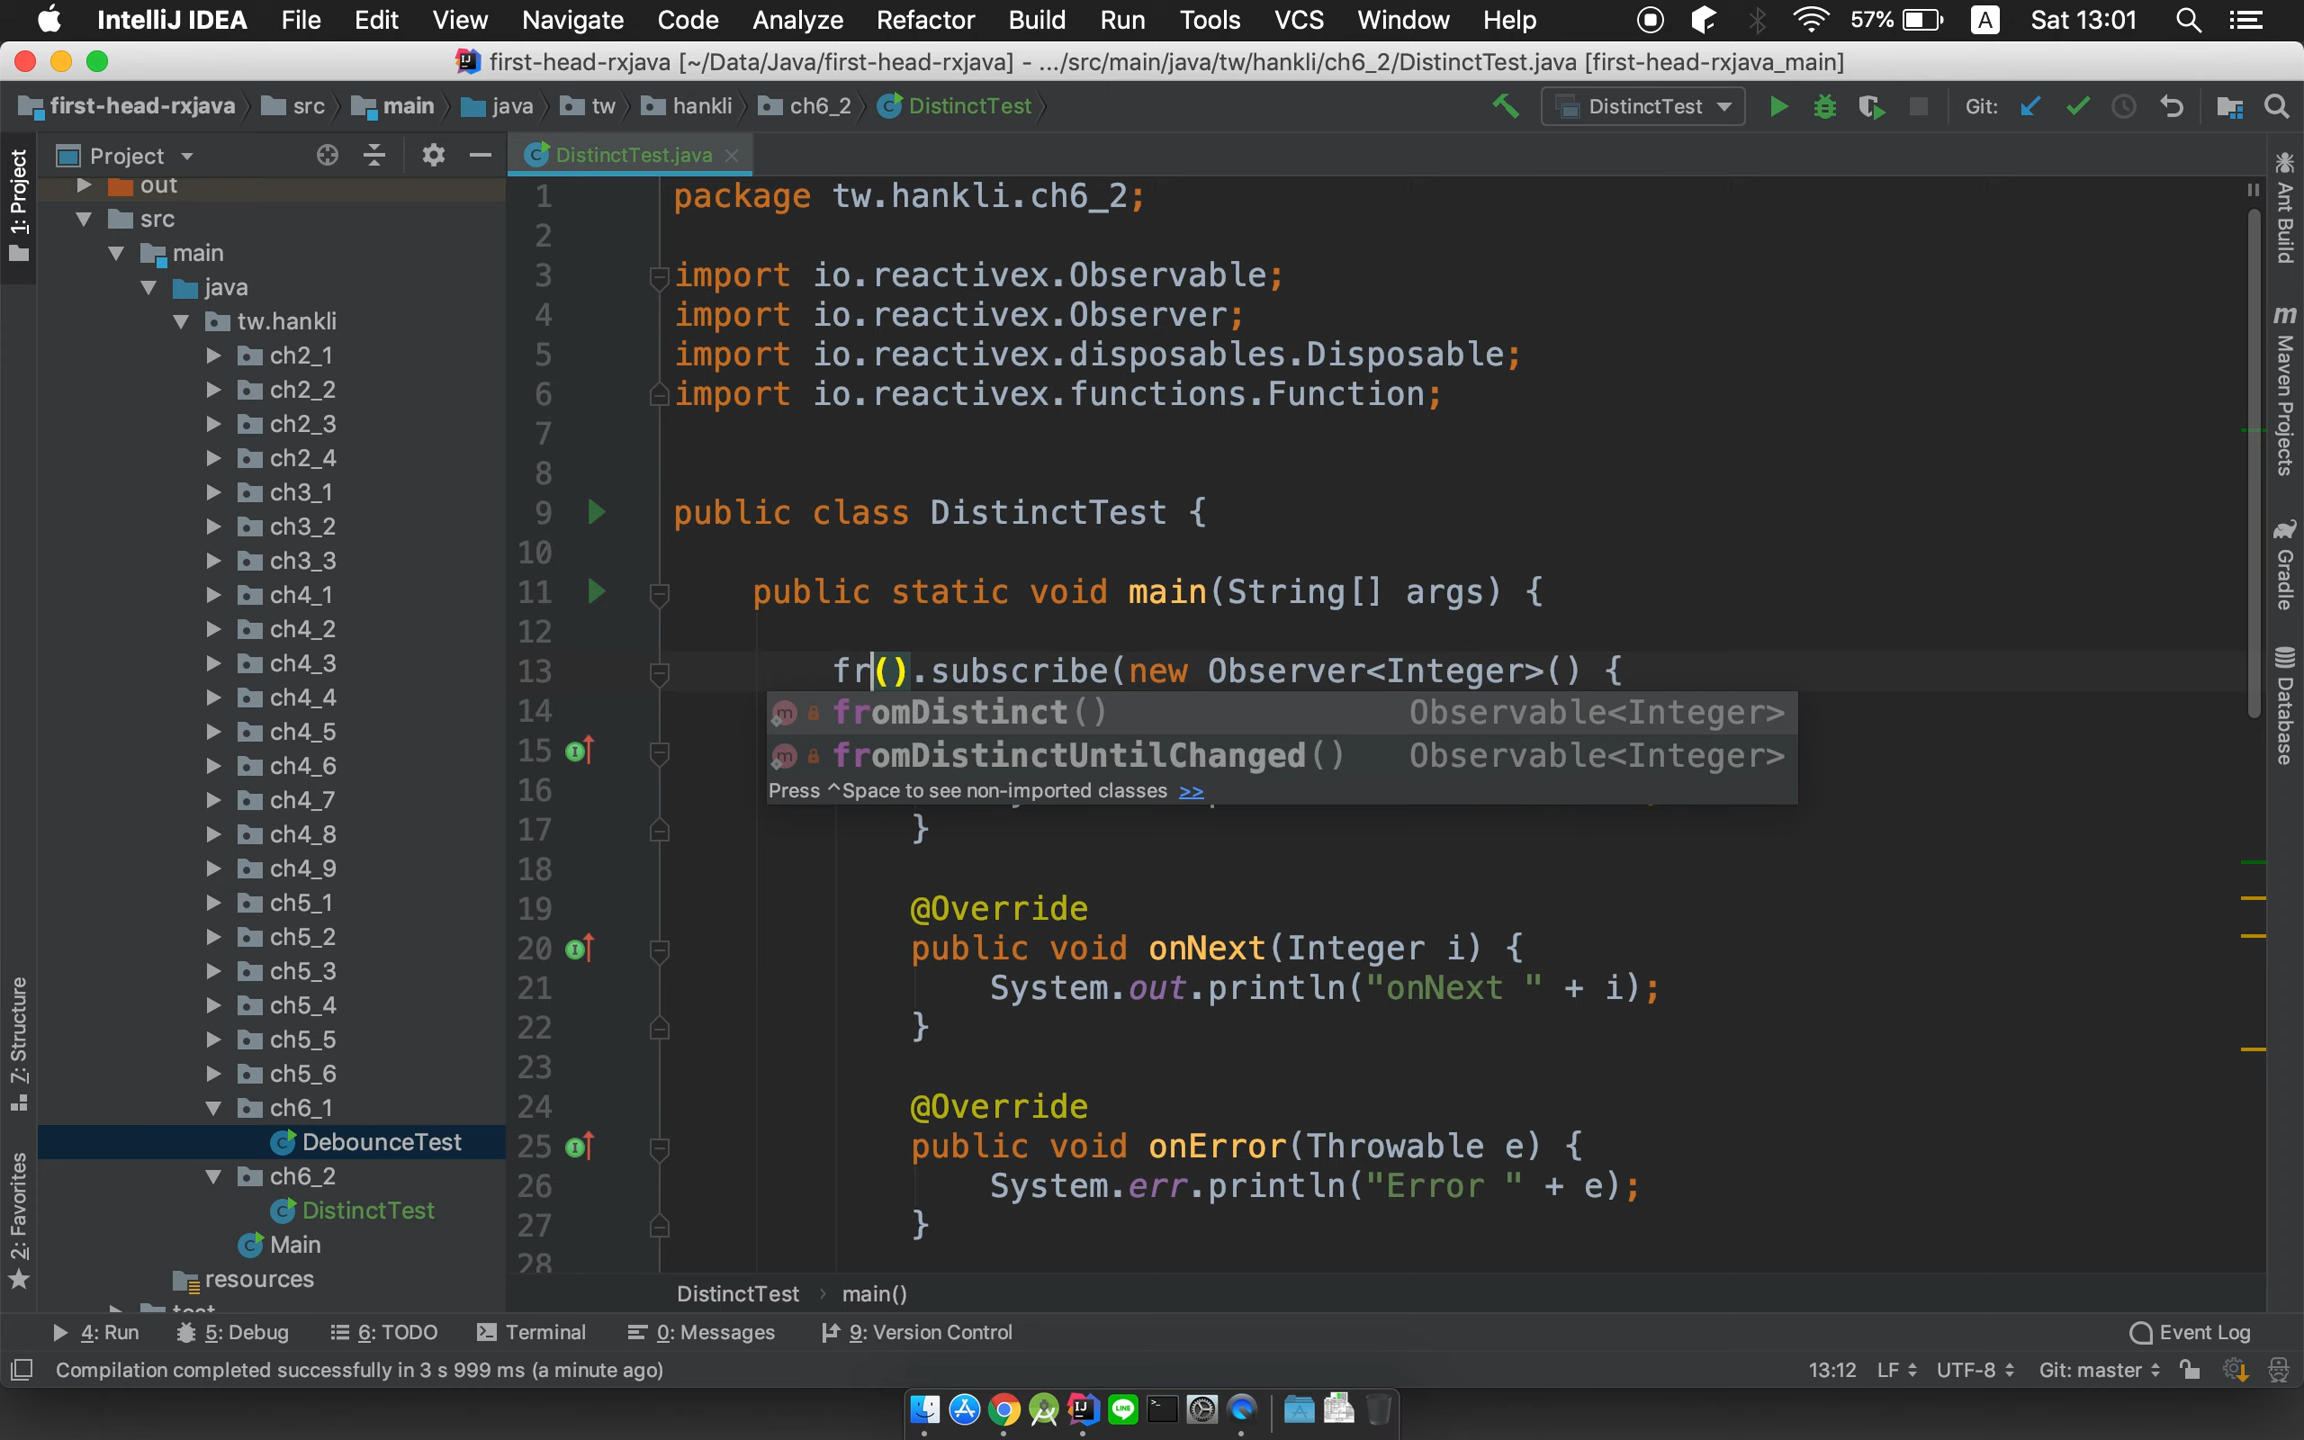 IntelliJ IDEA File Edit View Navigate Code Analyze Refactor Build Run Tools VCS Window Help 57% A Sat 13:01
first-head-rxjava [~/Data/Java/first-head-rxjava] - .../src/main/java/tw/hankli/ch6_2/DistinctTest.java [first-head-rxjava_main]
first-head-rxjava src main java tw hankli ch6_2 DistinctTest DistinctTest Git:
Project DistinctTest.java
1: Project
Z: Structure
2: Favorites
out
src
main
java
tw.hankli
ch2_1
ch2_2
ch2_3
ch2_4
ch3_1
ch3_2
ch3_3
ch4_1
ch4_2
ch4_3
ch4_4
ch4_5
ch4_6
ch4_7
ch4_8
ch4_9
ch5_1
ch5_2
ch5_3
ch5_4
ch5_5
ch5_6
ch6_1
DebounceTest
ch6_2
DistinctTest
Main
resources
test
1 package tw.hankli.ch6_2;
2
3 import io.reactivex.Observable;
4 import io.reactivex.Observer;
5 import io.reactivex.disposables.Disposable;
6 import io.reactivex.functions.Function;
7
8
9 public class DistinctTest {
10
11 public static void main(String[] args) {
12
13 fr().subscribe(new Observer<Integer>() {
14
fromDistinct() Observable<Integer>
15
fromDistinctUntilChanged() Observable<Integer>
16
Press ^Space to see non-imported classes >>
17 }
18
19 @Override
20 public void onNext(Integer i) {
21 System.out.println("onNext " + i);
22 }
23
24 @Override
25 public void onError(Throwable e) {
26 System.err.println("Error " + e);
27 }
28
DistinctTest main()
Ant Build
m Maven Projects
Gradle
Database
4: Run 5: Debug 6: TODO Terminal 0: Messages 9: Version Control Event Log
Compilation completed successfully in 3 s 999 ms (a minute ago) 13:12 LF UTF-8 Git: master
LINE